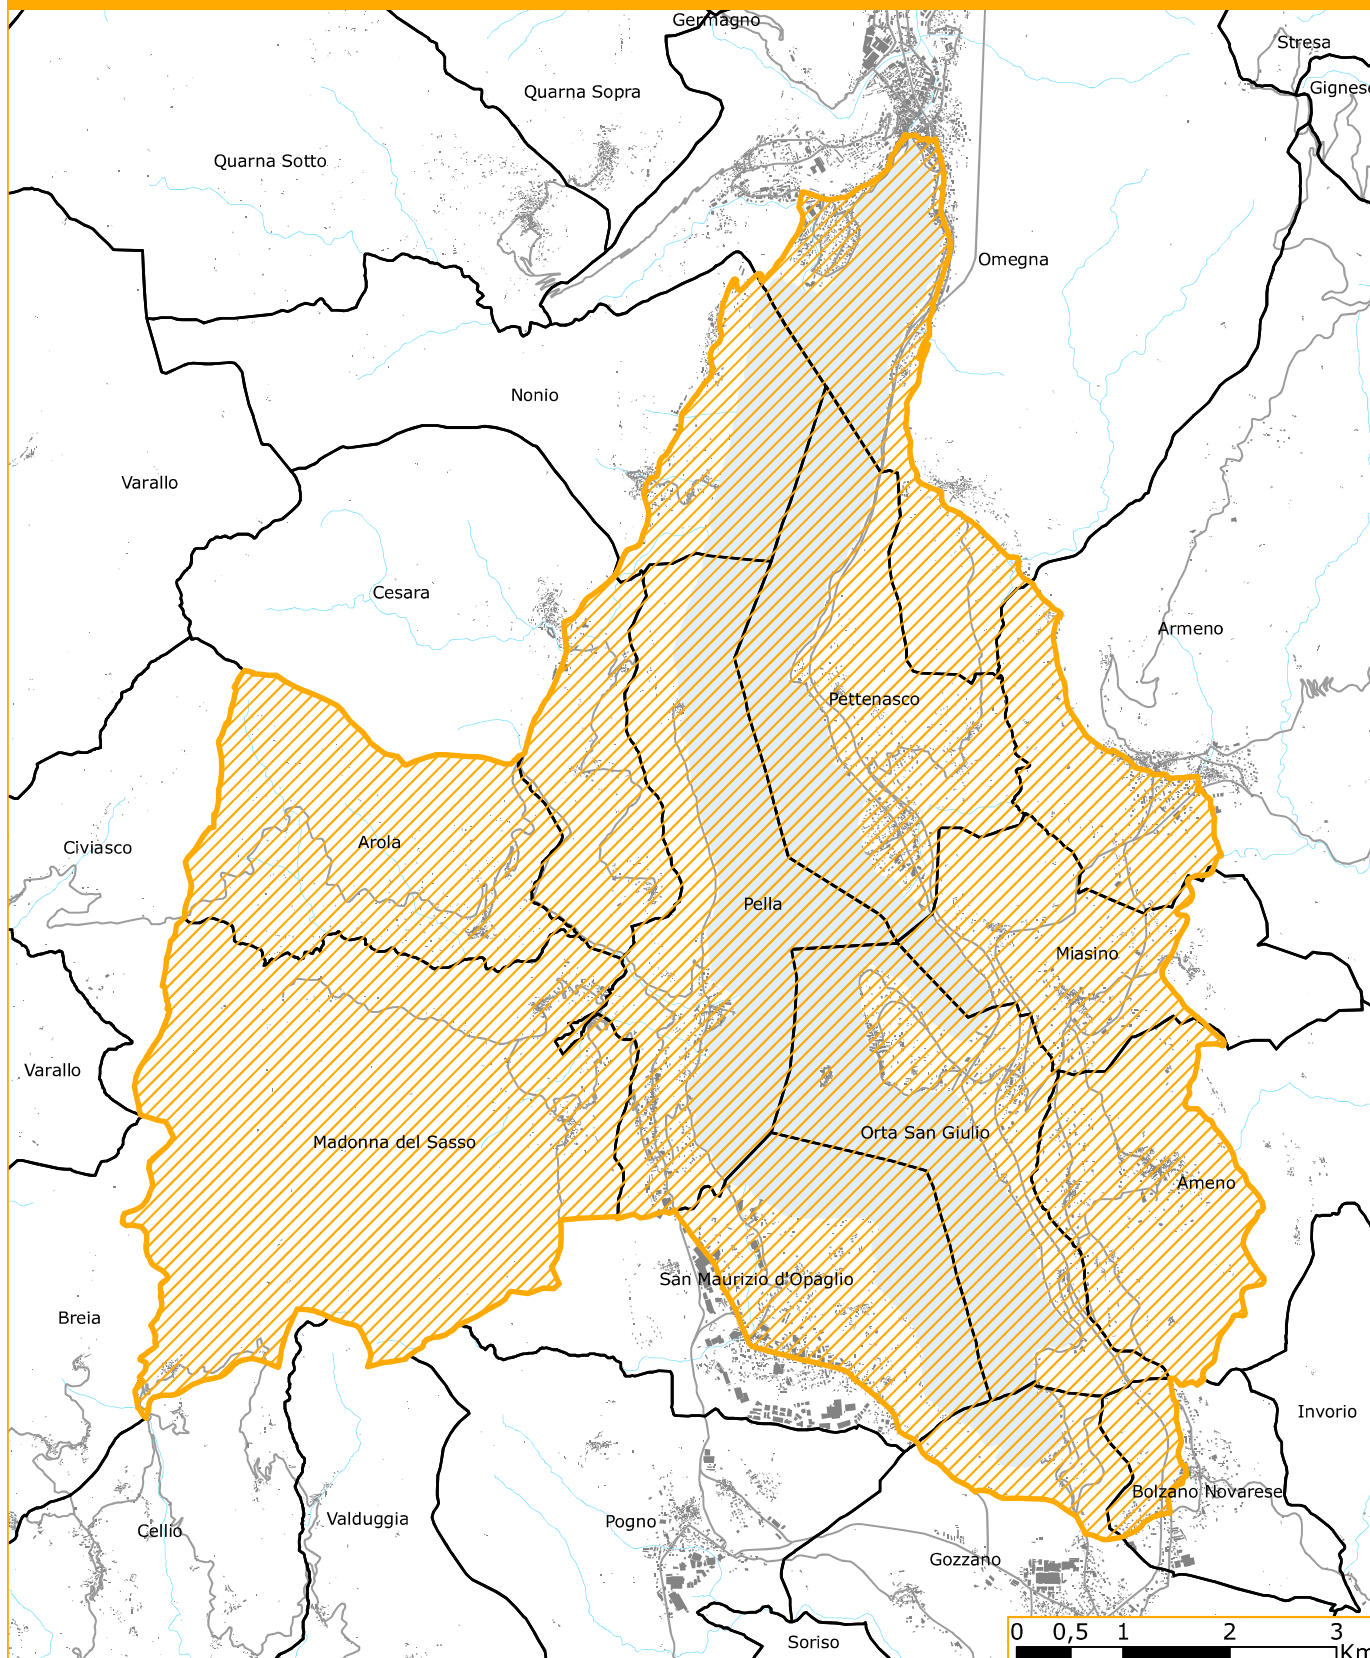 Germagno
Stresa
Quarna Sopra
Quarna Sotto
Omegna
Nonio
Varallo
Cesara
Armeno
Pettenasco
Arola
Civiasco
Pella
Miasino
Varallo
Orta San Giulio
Madonna del Sasso
Ameno
San Maurizio d'Opaglio
Breia
Invorio
Bolzano Novarese
Valduggia
Pogno
Cellio
Gozzano
Soriso
0 0,5 1 2 3
Km